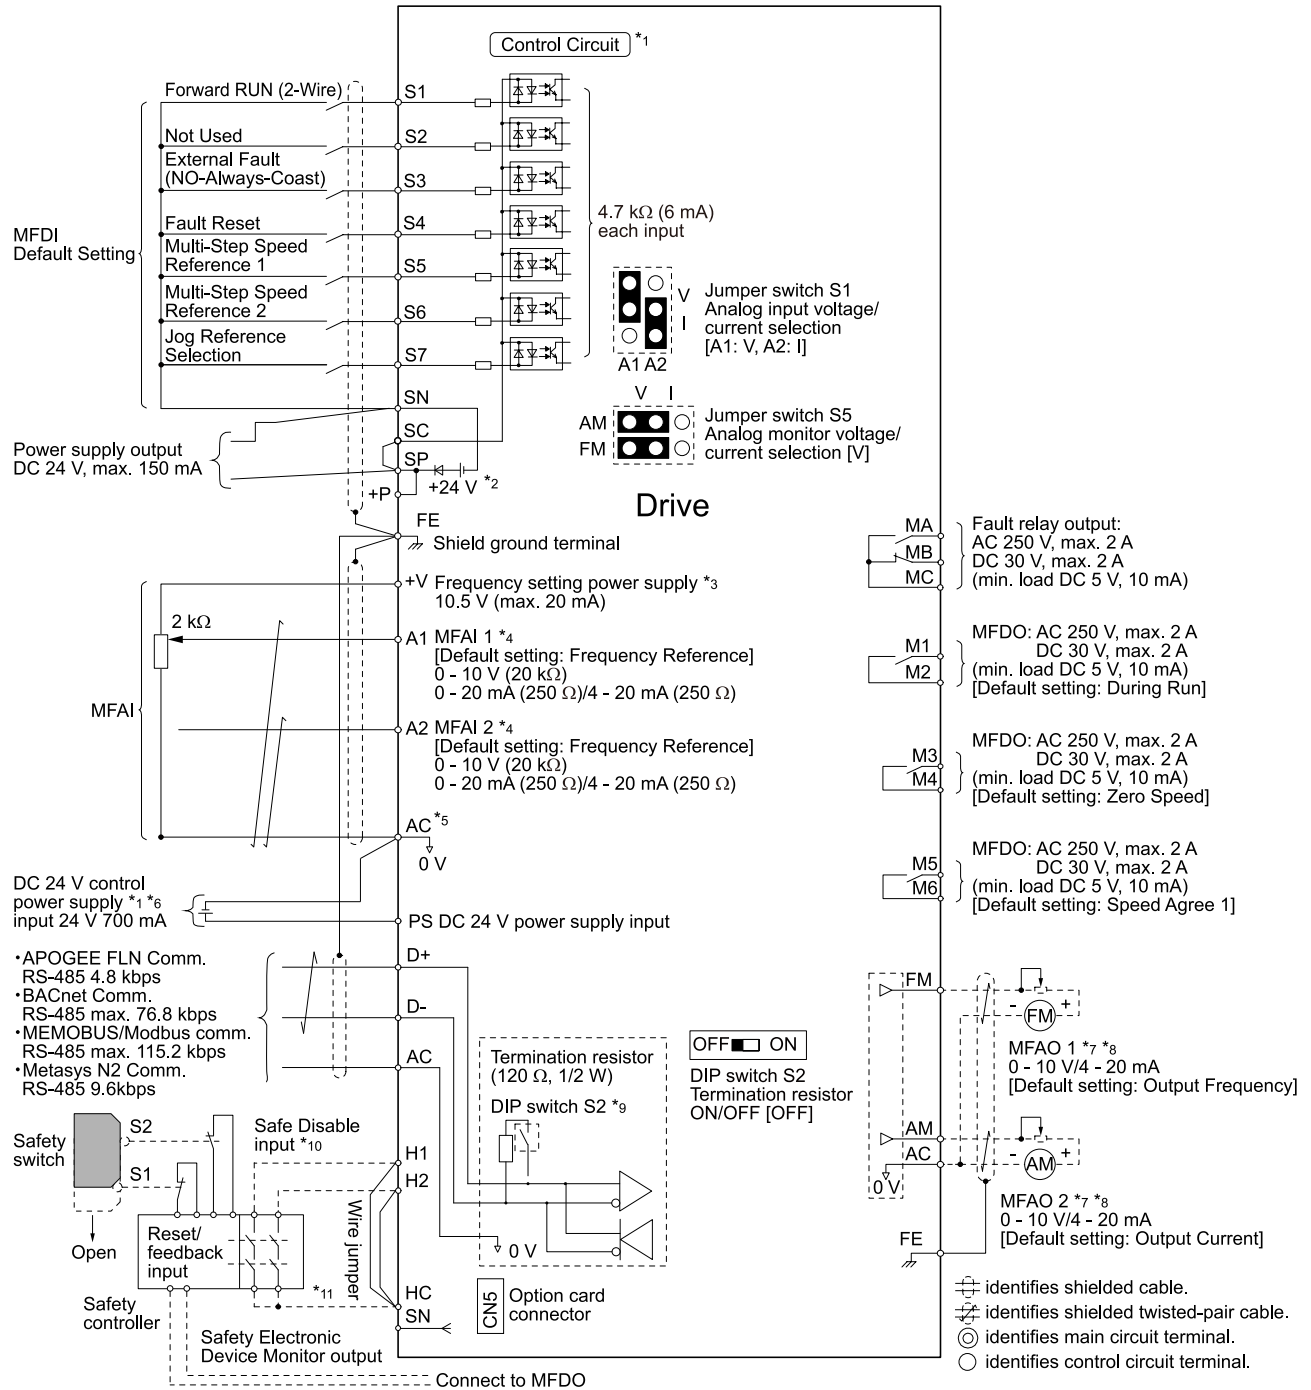 Control Circuit *1
Forward RUN (2-Wire)
S1
Not Used
S2
External Fault
(NO-Always-Coast)
S3
Fault Reset
S4
Multi-Step Speed
Reference 1
S5
Multi-Step Speed
Reference 2
S6
Jog Reference
Selection
S7
MFDI
Default Setting
4.7 kΩ (6 mA)
each input
V
I
A1 A2
Jumper switch S1
Analog input voltage/
current selection
[A1: V, A2: I]
V I
AM
FM
Jumper switch S5
Analog monitor voltage/
current selection [V]
SN
SC
SP
+P
+24 V *2
Power supply output
DC 24 V, max. 150 mA
Drive
FE
Shield ground terminal
MFAI
2 kΩ
+V Frequency setting power supply *3
10.5 V (max. 20 mA)
A1 MFAI 1 *4
[Default setting: Frequency Reference]
0 - 10 V (20 kΩ)
0 - 20 mA (250 Ω)/4 - 20 mA (250 Ω)
A2 MFAI 2 *4
[Default setting: Frequency Reference]
0 - 10 V (20 kΩ)
0 - 20 mA (250 Ω)/4 - 20 mA (250 Ω)
AC *5
0 V
DC 24 V control
power supply *1 *6
input 24 V 700 mA
PS DC 24 V power supply input
MA
MB
MC
Fault relay output:
AC 250 V, max. 2 A
DC 30 V, max. 2 A
(min. load DC 5 V, 10 mA)
M1
M2
MFDO: AC 250 V, max. 2 A
DC 30 V, max. 2 A
(min. load DC 5 V, 10 mA)
[Default setting: During Run]
M3
M4
MFDO: AC 250 V, max. 2 A
DC 30 V, max. 2 A
(min. load DC 5 V, 10 mA)
[Default setting: Zero Speed]
M5
M6
MFDO: AC 250 V, max. 2 A
DC 30 V, max. 2 A
(min. load DC 5 V, 10 mA)
[Default setting: Speed Agree 1]
•APOGEE FLN Comm.
RS-485 4.8 kbps
•BACnet Comm.
RS-485 max. 76.8 kbps
•MEMOBUS/Modbus comm.
RS-485 max. 115.2 kbps
•Metasys N2 Comm.
RS-485 9.6kbps
D+
D-
AC
Termination resistor
(120 Ω, 1/2 W)
DIP switch S2 *9
0 V
OFF ON
DIP switch S2
Termination resistor
ON/OFF [OFF]
FM
- FM +
MFAO 1 *7 *8
0 - 10 V/4 - 20 mA
[Default setting: Output Frequency]
AM
AC
0 V
- AM +
MFAO 2 *7 *8
0 - 10 V/4 - 20 mA
[Default setting: Output Current]
FE
Safety
switch
S2
S1
Open
Safe Disable
input *10
H1
H2
Wire jumper
HC
SN
Reset/
feedback
input
*11
Safety
controller
Safety Electronic
Device Monitor output
Connect to MFDO
CN5
Option card
connector
identifies shielded cable.
identifies shielded twisted-pair cable.
identifies main circuit terminal.
identifies control circuit terminal.